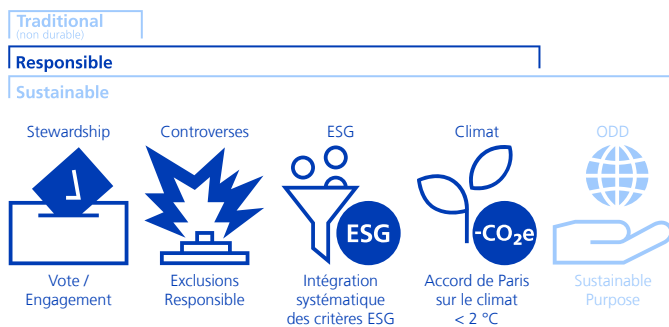 Traditional
(non durable)
Responsible
Sustainable
Stewardship
Controverses
ESG
Climat
ODD
ESG
-CO₂e
Vote /
Engagement
Exclusions
Responsible
Intégration
systématique
des critères ESG
Accord de Paris
sur le climat
< 2 °C
Sustainable
Purpose